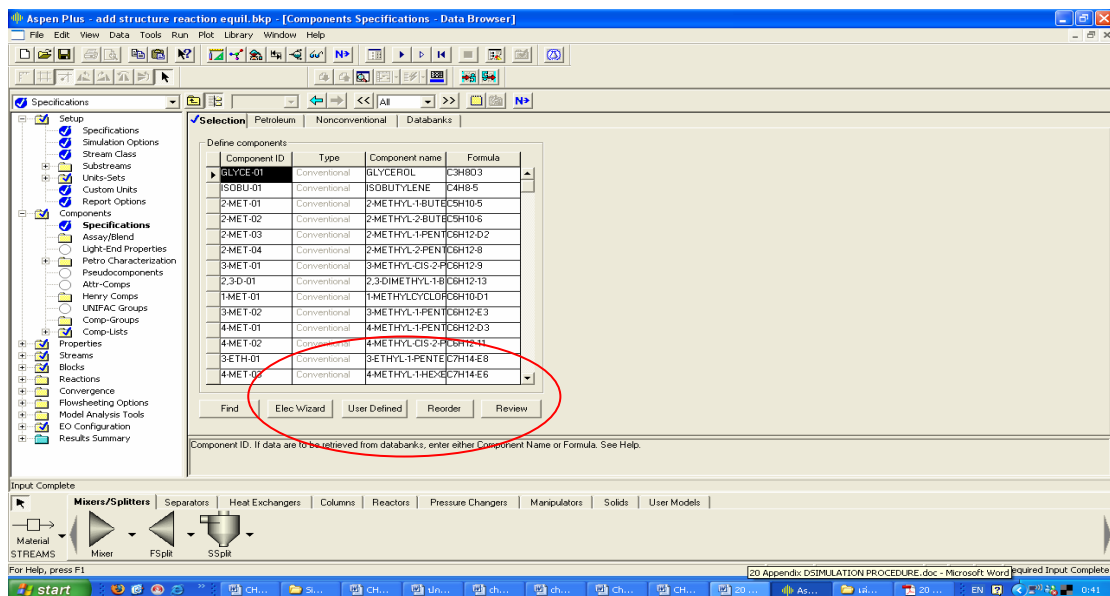 Aspen Plus - add structure reaction equil.bkp - [Components Specifications - Data Browser]
File Edit View Data Tools Run Plot Library Window Help
N>
Specifications
<< All >> N>
Setup
Specifications
Simulation Options
Stream Class
Substreams
Units-Sets
Custom Units
Report Options
Components
Specifications
Assay/Blend
Light-End Properties
Petro Characterization
Pseudocomponents
Attr-Comps
Henry Comps
UNIFAC Groups
Comp-Groups
Comp-Lists
Properties
Streams
Blocks
Reactions
Convergence
Flowsheeting Options
Model Analysis Tools
EO Configuration
Results Summary
Selection Petroleum Nonconventional Databanks
Define components
Component ID Type Component name Formula
GLYCE-01 Conventional GLYCEROL C3H8O3
ISOBU-01 Conventional ISOBUTYLENE C4H8-5
2-MET-01 Conventional 2-METHYL-1-BUTE C5H10-5
2-MET-02 Conventional 2-METHYL-2-BUTE C5H10-6
2-MET-03 Conventional 2-METHYL-1-PENT C6H12-D2
2-MET-04 Conventional 2-METHYL-2-PENT C6H12-8
3-MET-01 Conventional 3-METHYL-CIS-2-P C6H12-9
2,3-D-01 Conventional 2,3-DIMETHYL-1-B C6H12-13
1-MET-01 Conventional 1-METHYLCYCLOP C6H10-D1
3-MET-02 Conventional 3-METHYL-1-PENT C6H12-E3
4-MET-01 Conventional 4-METHYL-1-PENT C6H12-D3
4-MET-02 Conventional 4-METHYL-CIS-2-P C6H12-11
3-ETH-01 Conventional 3-ETHYL-1-PENTE C7H14-E8
4-MET-03 Conventional 4-METHYL-1-HEXE C7H14-E6
Find Elec Wizard User Defined Reorder Review
Component ID. If data are to be retrieved from databanks, enter either Component Name or Formula. See Help.
Input Complete
Mixers/Splitters Separators Heat Exchangers Columns Reactors Pressure Changers Manipulators Solids User Models
Material
STREAMS Mixer FSplit SSplit
For Help, press F1
20 Appendix DSIMULATION PROCEDURE.doc - Microsoft Word
equired Input Complete
start CH... Si... CH... ปก... ch... ch... Ch... CH... 20 ... As... 20 ... EN 0:41